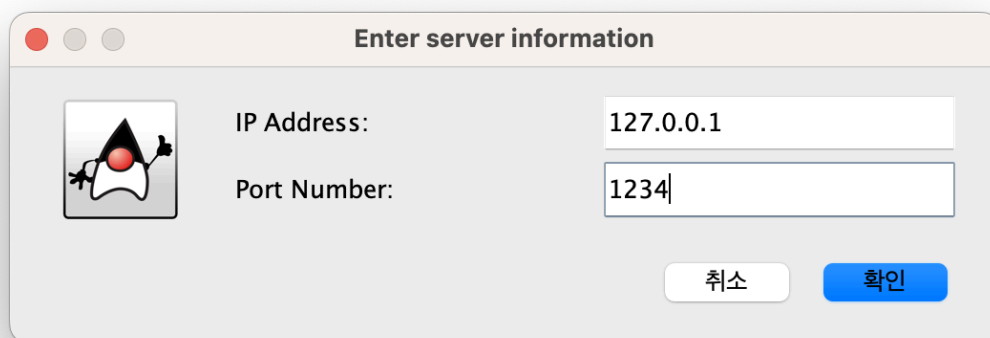 Enter server information
IP Address: 127.0.0.1
Port Number: 1234
취소 확인